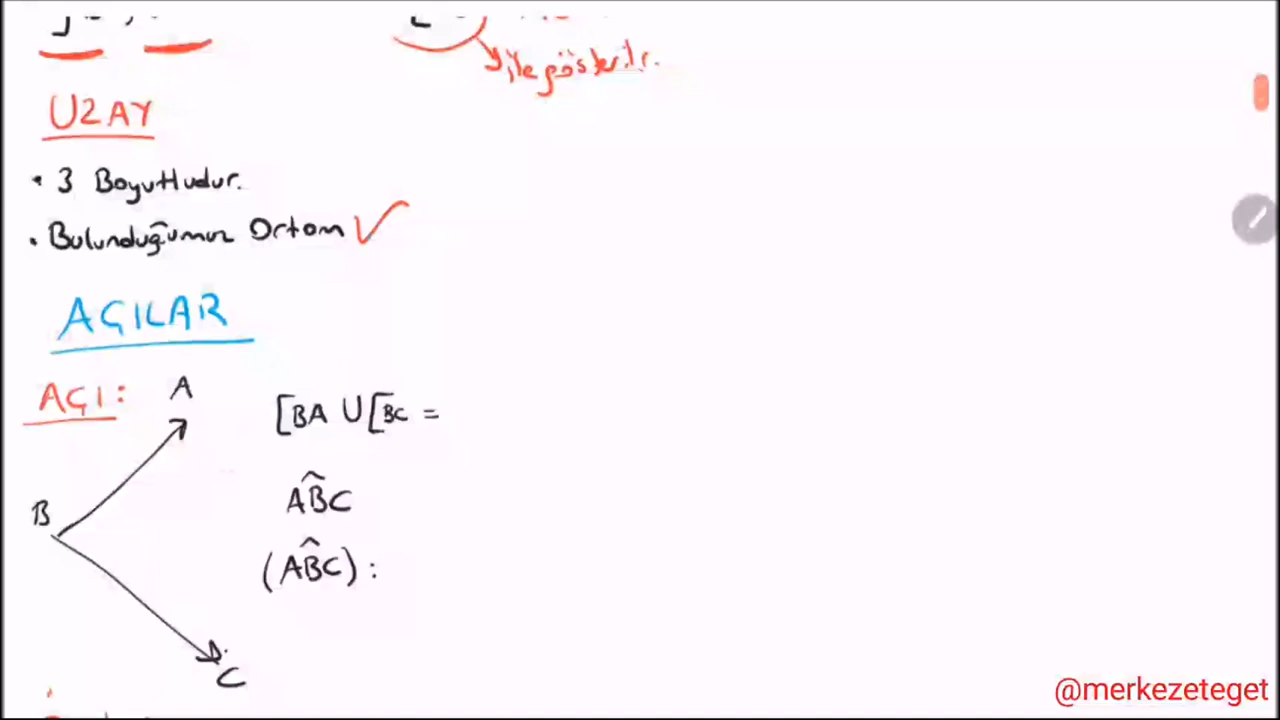 ile gösterilir.
UZAY
• 3 Boyutludur.
• Bulunduğumuz Ortam ✓
AÇILAR
AÇI:
A
[BA U [BC =
B
ABC
(ABC) :
C
@merkezeteget